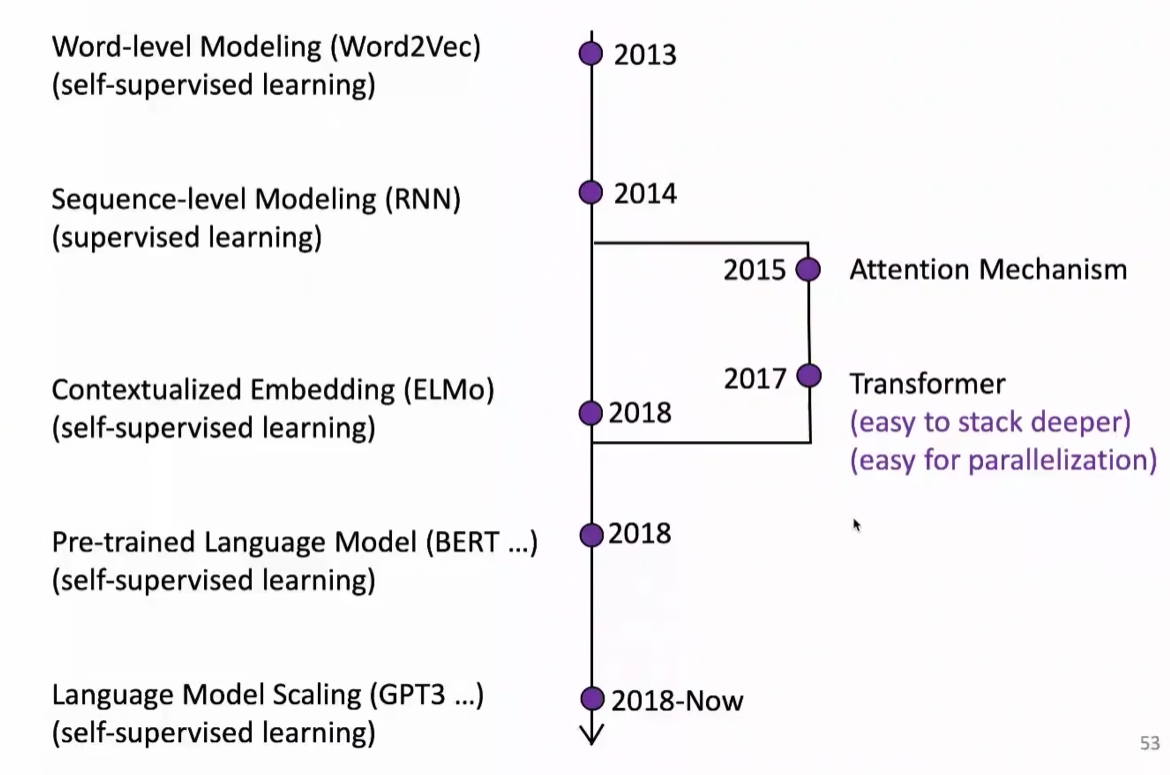 Word-level Modeling (Word2Vec)
(self-supervised learning)
2013
Sequence-level Modeling (RNN)
(supervised learning)
2014
2015
Attention Mechanism
2017
Transformer
(easy to stack deeper)
(easy for parallelization)
Contextualized Embedding (ELMo)
(self-supervised learning)
2018
Pre-trained Language Model (BERT ...)
(self-supervised learning)
2018
Language Model Scaling (GPT3 ...)
(self-supervised learning)
2018-Now
53